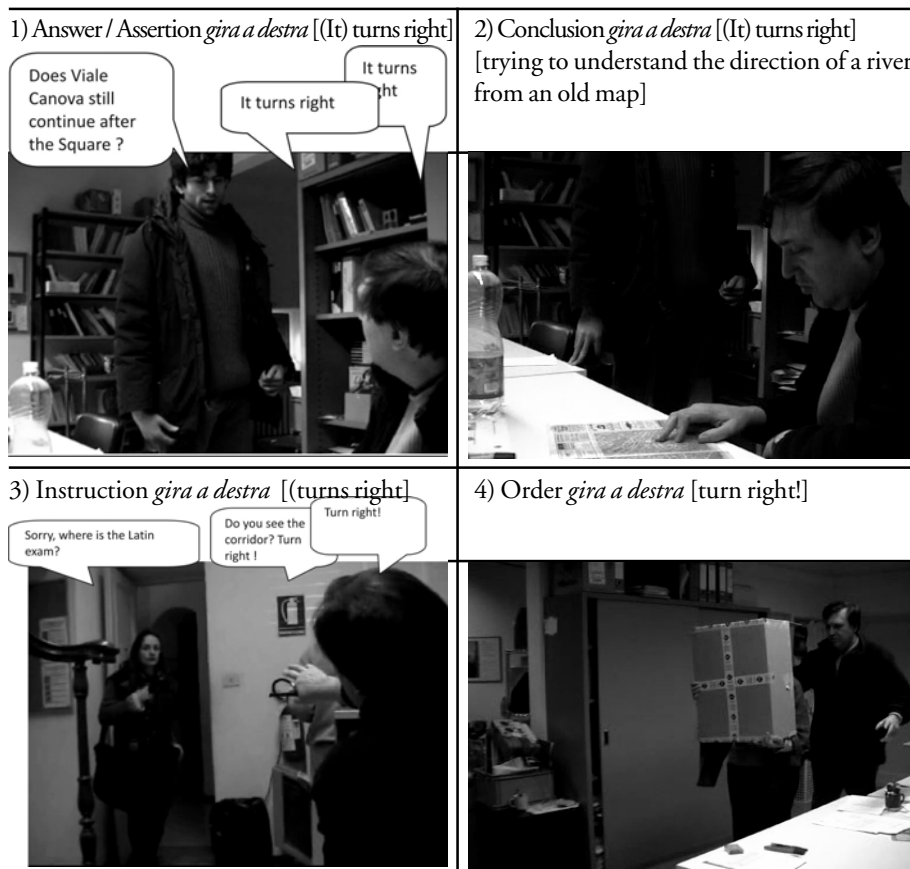 1) Answer / Assertion gira a destra [(It) turns right]
Does Viale
Canova still
continue after
the Square ?
It turns right
It turns
ght
2) Conclusion gira a destra [(It) turns right]
[trying to understand the direction of a river
from an old map]
3) Instruction gira a destra [(turns right]
Sorry, where is the Latin
exam?
Do you see the
corridor? Turn
right !
Turn right!
4) Order gira a destra [turn right!]